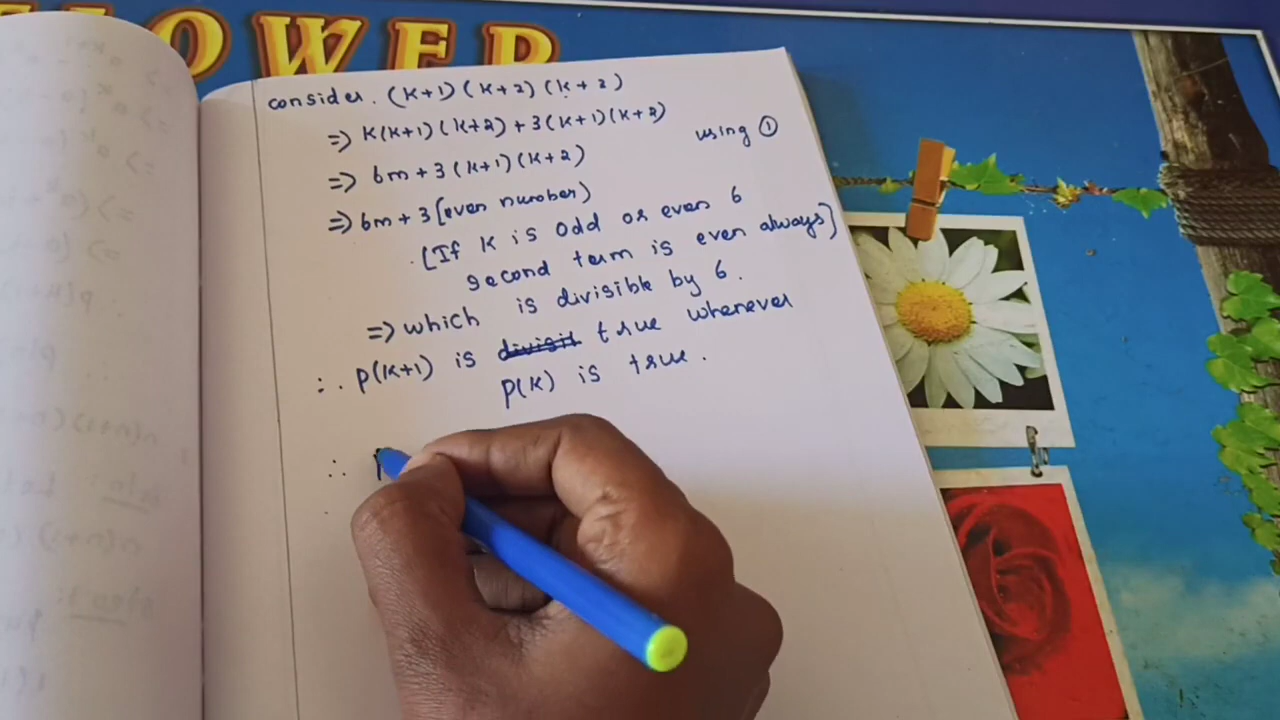 LOWER
consider. (k+1) (k+2) (k+3)
=> k(k+1) (k+2) + 3(k+1) (k+2)
=> 6m + 3 (k+1) (k+2) using ①
=> 6m + 3 [even number)
[If k is odd or even 6
second term is even always]
=> which is divisible by 6.
∴ p(k+1) is true whenever
p(k) is true.
∴